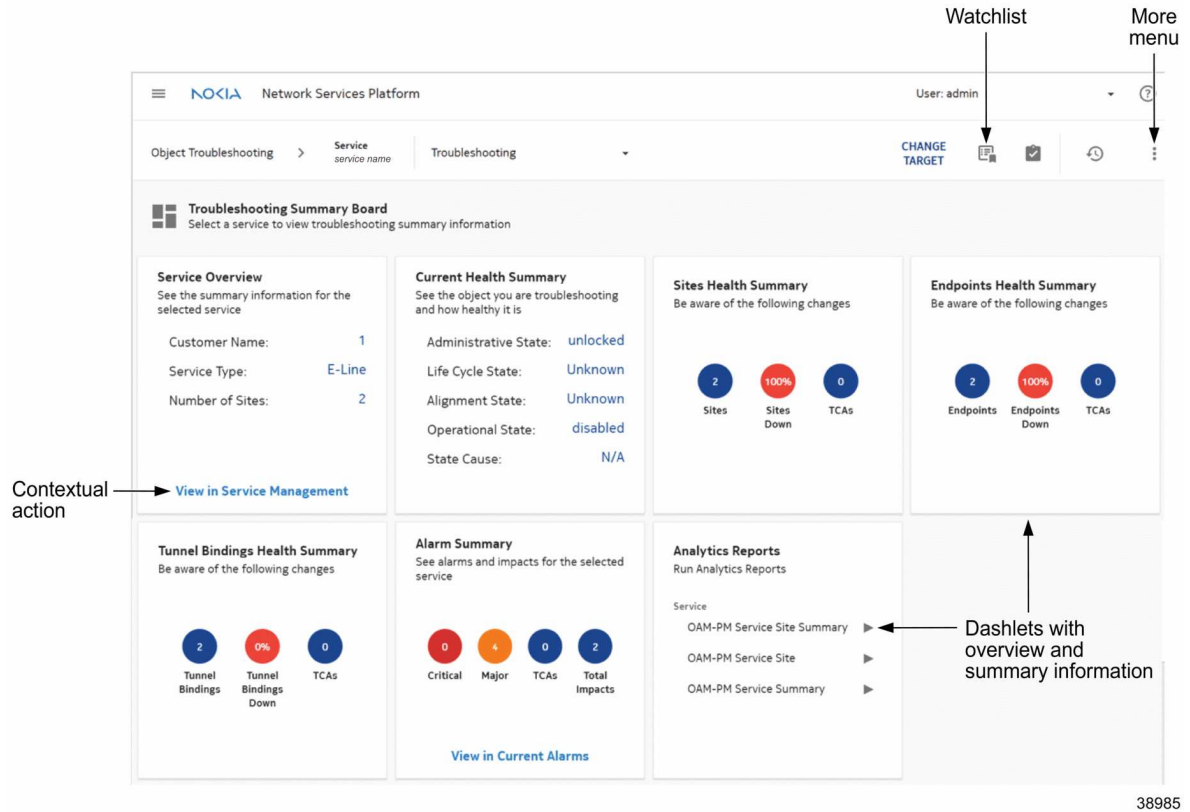 Watchlist
More
menu
NOKIA Network Services Platform
User: admin
?
Object Troubleshooting > Service
service name
Troubleshooting
CHANGE
TARGET
Troubleshooting Summary Board
Select a service to view troubleshooting summary information
Service Overview
See the summary information for the
selected service
Customer Name: 1
Service Type: E-Line
Number of Sites: 2
View in Service Management
Contextual
action
Current Health Summary
See the object you are troubleshooting
and how healthy it is
Administrative State: unlocked
Life Cycle State: Unknown
Alignment State: Unknown
Operational State: disabled
State Cause: N/A
Sites Health Summary
Be aware of the following changes
2 100% 0
Sites Sites TCAs
Down
Endpoints Health Summary
Be aware of the following changes
2 100% 0
Endpoints Endpoints TCAs
Down
Tunnel Bindings Health Summary
Be aware of the following changes
2 0% 0
Tunnel Tunnel TCAs
Bindings Bindings
Down
Alarm Summary
See alarms and impacts for the selected
service
0 4 0 2
Critical Major TCAs Total
Impacts
View in Current Alarms
Analytics Reports
Run Analytics Reports
Service
OAM-PM Service Site Summary
OAM-PM Service Site
OAM-PM Service Summary
Dashlets with
overview and
summary information
38985